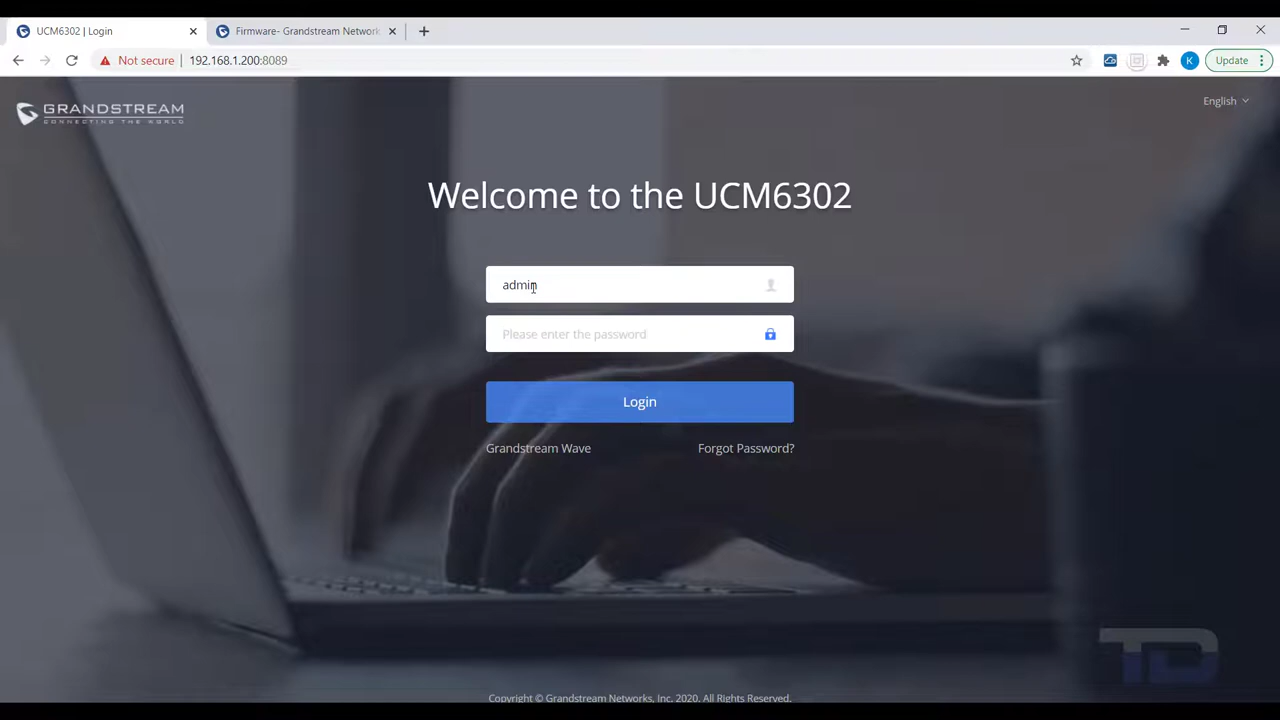 UCM6302 | Login
Firmware- Grandstream Network
Not secure
192.168.1.200:8089
K
Update
GRANDSTREAM
CONNECTING THE WORLD
English
Welcome to the UCM6302
admin
Please enter the password
Login
Grandstream Wave
Forgot Password?
TD
Copyright © Grandstream Networks, Inc. 2020. All Rights Reserved.